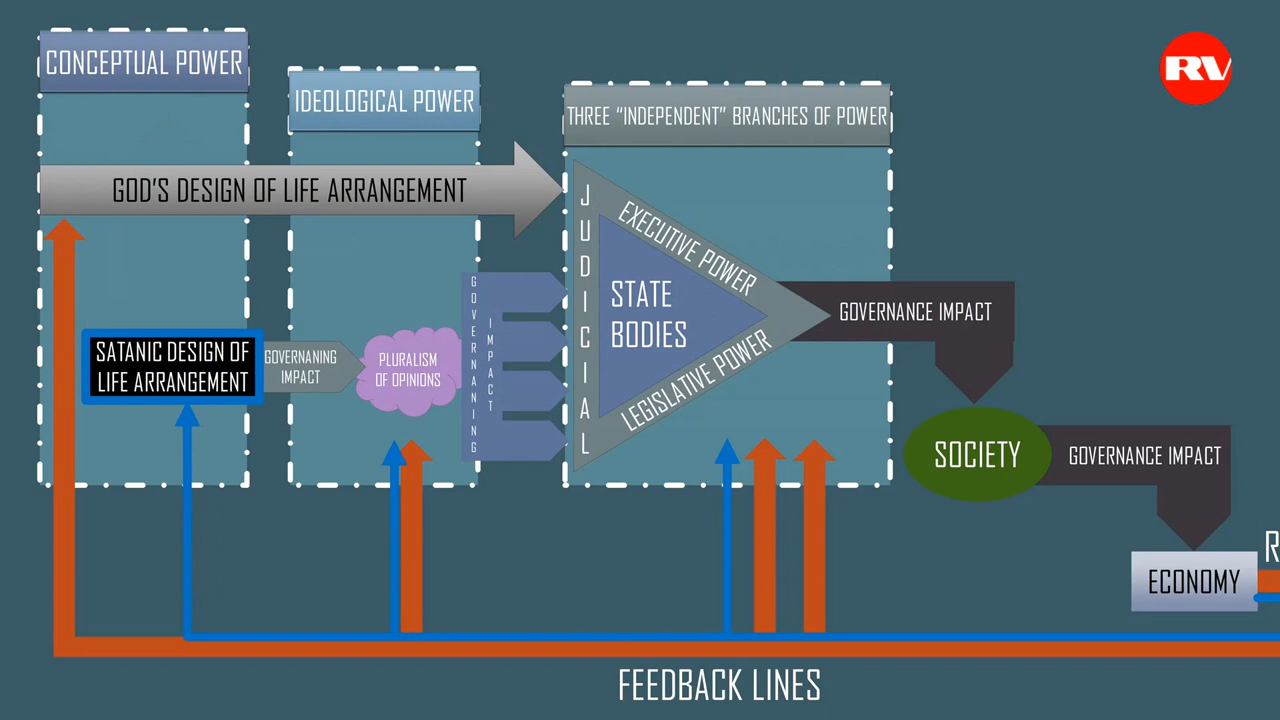 CONCEPTUAL POWER
IDEOLOGICAL POWER
THREE “INDEPENDENT” BRANCHES OF POWER
RV
GOD'S DESIGN OF LIFE ARRANGEMENT
JUDICIAL
EXECUTIVE POWER
STATE
BODIES
LEGISLATIVE POWER
GOVERNANCE IMPACT
SATANIC DESIGN OF
LIFE ARRANGEMENT
GOVERNANING
IMPACT
PLURALISM
OF OPINIONS
GOVERNANING
IMPACT
SOCIETY
GOVERNANCE IMPACT
R
ECONOMY
FEEDBACK LINES